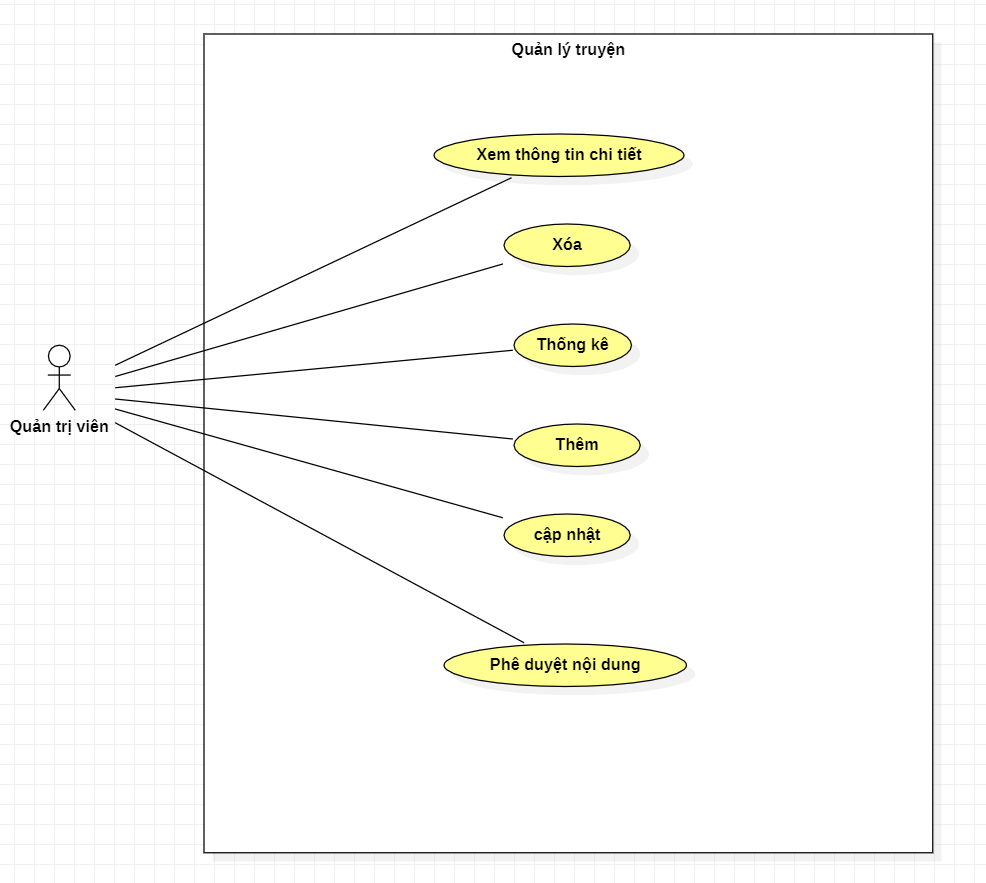 Quản lý truyện
Xem thông tin chi tiết
Xóa
Thống kê
Quản trị viên
Thêm
cập nhật
Phê duyệt nội dung